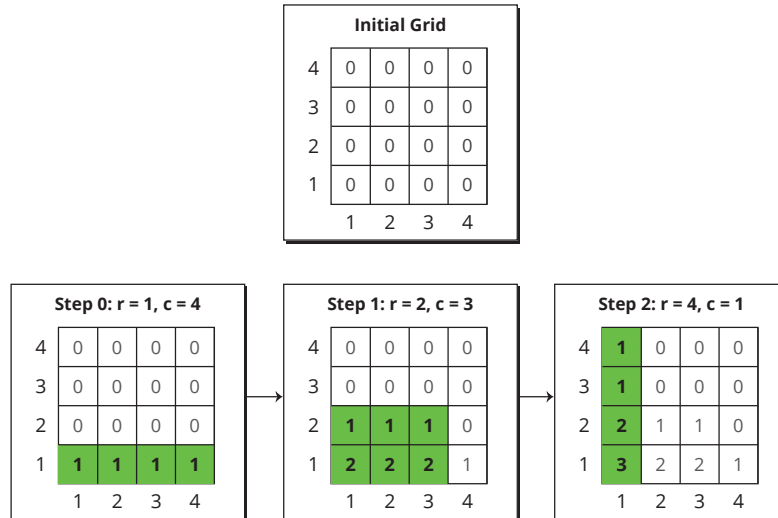 Initial Grid
4 0 0 0 0
3 0 0 0 0
2 0 0 0 0
1 0 0 0 0
1 2 3 4
Step 0: r = 1, c = 4
4 0 0 0 0
3 0 0 0 0
2 0 0 0 0
1 1 1 1 1
1 2 3 4
Step 1: r = 2, c = 3
4 0 0 0 0
3 0 0 0 0
2 1 1 1 0
1 2 2 2 1
1 2 3 4
Step 2: r = 4, c = 1
4 1 0 0 0
3 1 0 0 0
2 2 1 1 0
1 3 2 2 1
1 2 3 4